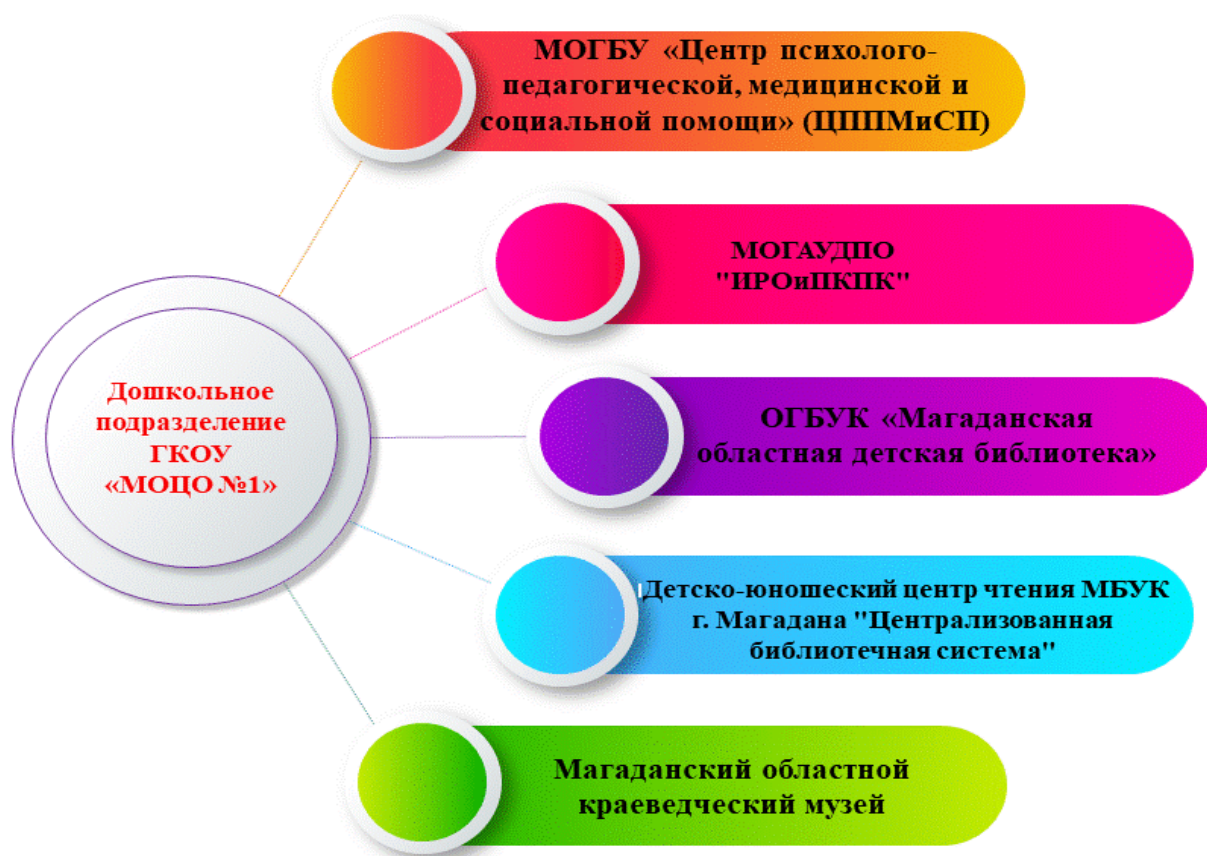 МОГБУ «Центр психолого-
педагогической, медицинской и
социальной помощи» (ЦППМиСП)
МОГАУДПО
"ИРОиПКПК"
Дошкольное
подразделение
ГКОУ
«МОЦО №1»
ОГБУК «Магаданская
областная детская библиотека»
Детско-юношеский центр чтения МБУК
г. Магадана "Централизованная
библиотечная система"
Магаданский областной
краеведческий музей